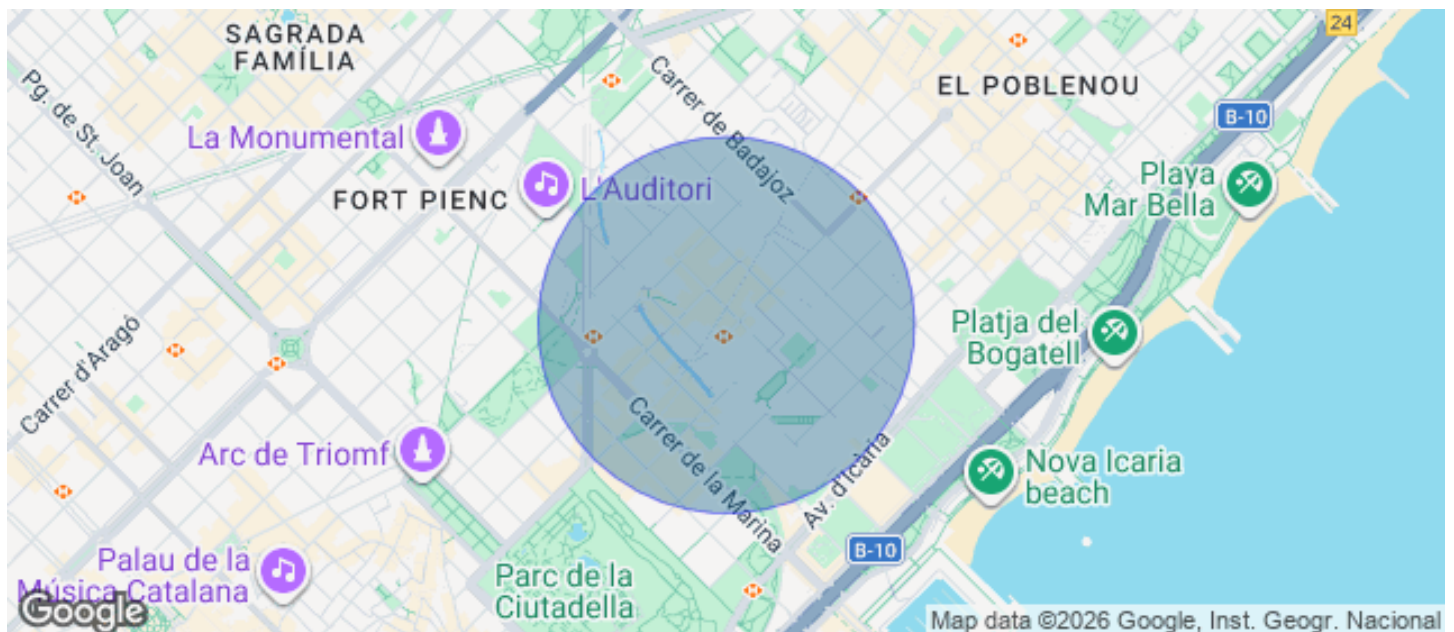 SAGRADA
FAMÍLIA
24
Pg. de St. Joan
Carrer de Badajoz
EL POBLENOU
B-10
La Monumental
L'Auditori
FORT PIENC
Playa
Mar Bella
Carrer d'Aragó
Platja del
Bogatell
Arc de Triomf
Carrer de la Marina
Av. d'Icària
Nova Icaria
beach
B-10
Palau de la
Música Catalana
Parc de la
Ciutadella
Google
Map data ©2026 Google, Inst. Geogr. Nacional